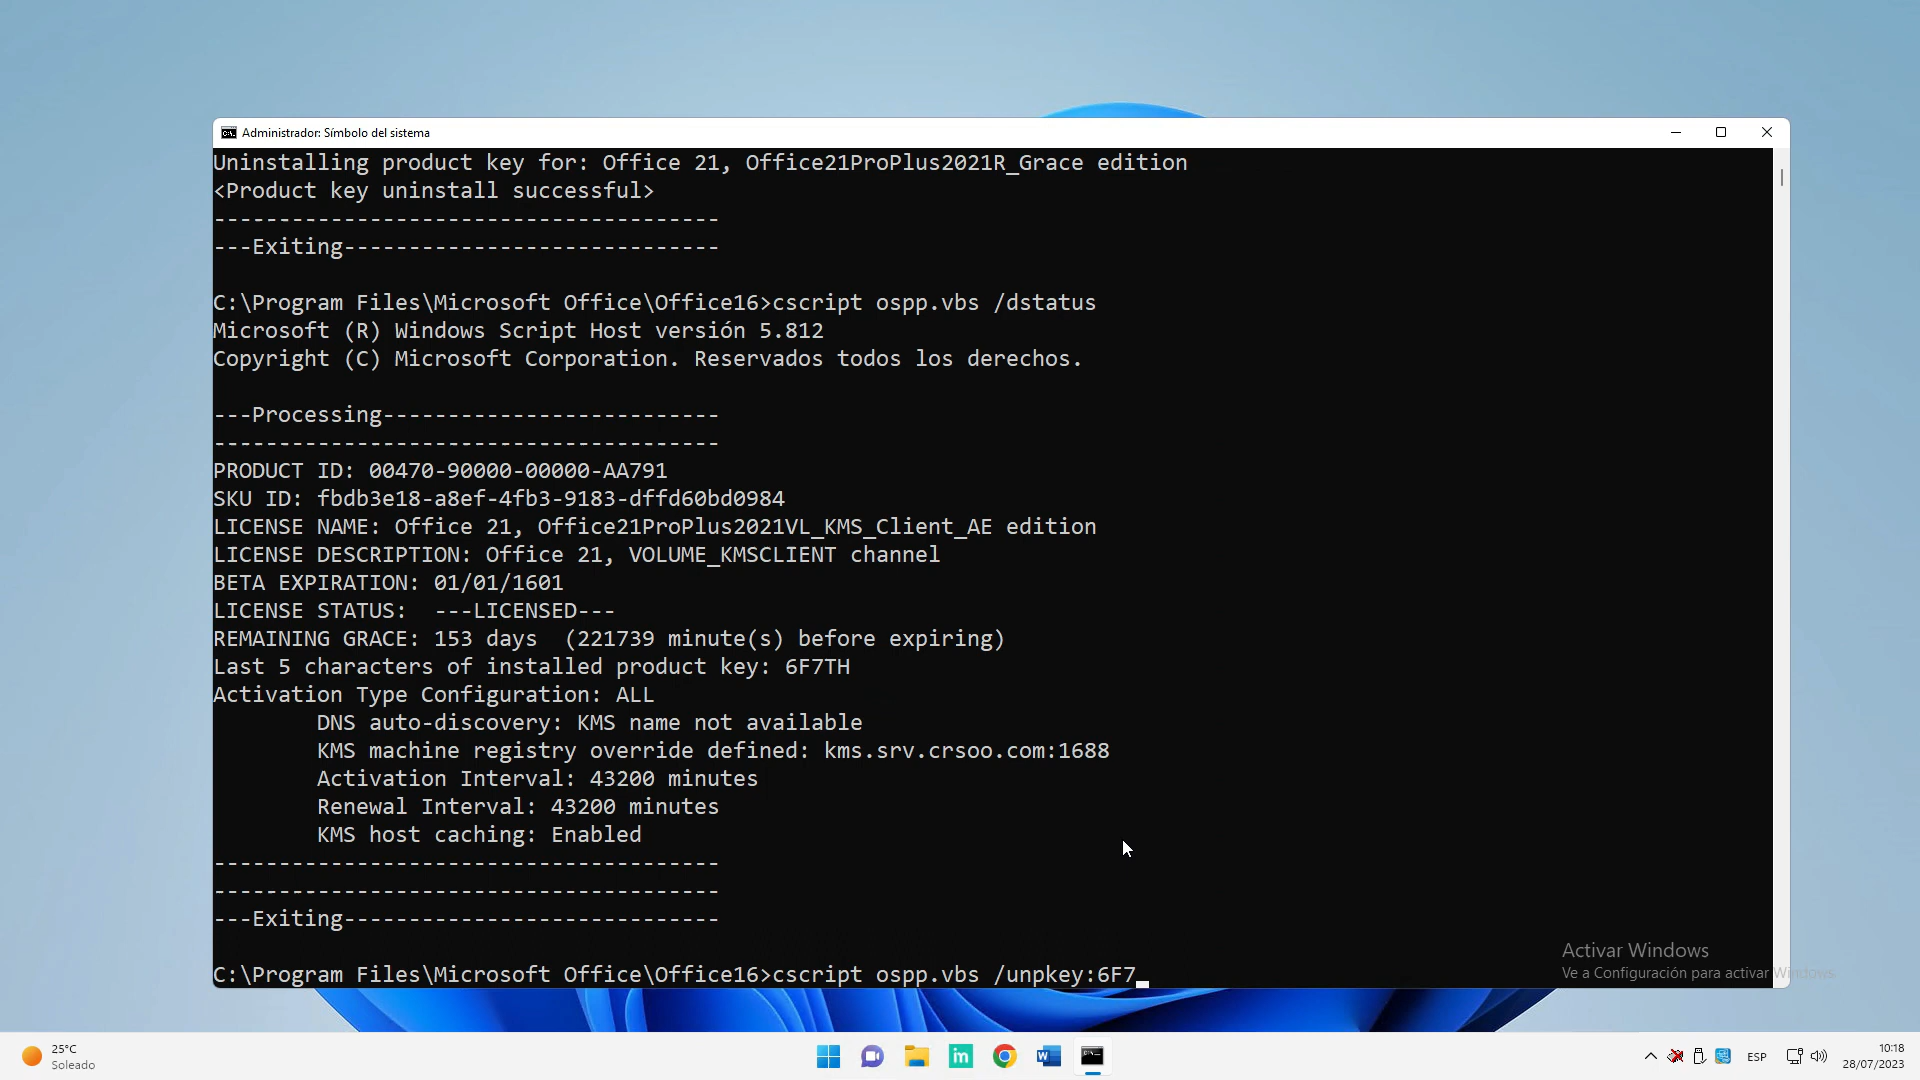 Administrador: Símbolo del sistema
Uninstalling product key for: Office 21, Office21ProPlus2021R_Grace edition
<Product key uninstall successful>
---------------------------------------
---Exiting-----------------------------
C:\Program Files\Microsoft Office\Office16>cscript ospp.vbs /dstatus
Microsoft (R) Windows Script Host versión 5.812
Copyright (C) Microsoft Corporation. Reservados todos los derechos.
---Processing--------------------------
---------------------------------------
PRODUCT ID: 00470-90000-00000-AA791
SKU ID: fbdb3e18-a8ef-4fb3-9183-dffd60bd0984
LICENSE NAME: Office 21, Office21ProPlus2021VL_KMS_Client_AE edition
LICENSE DESCRIPTION: Office 21, VOLUME_KMSCLIENT channel
BETA EXPIRATION: 01/01/1601
LICENSE STATUS:  ---LICENSED---
REMAINING GRACE: 153 days  (221739 minute(s) before expiring)
Last 5 characters of installed product key: 6F7TH
Activation Type Configuration: ALL
DNS auto-discovery: KMS name not available
KMS machine registry override defined: kms.srv.crsoo.com:1688
Activation Interval: 43200 minutes
Renewal Interval: 43200 minutes
KMS host caching: Enabled
---------------------------------------
---------------------------------------
---Exiting-----------------------------
C:\Program Files\Microsoft Office\Office16>cscript ospp.vbs /unpkey:6F7_
Activar Windows
Ve a Configuración para activar Windows.
25°C
Soleado
ESP
10:18
28/07/2023